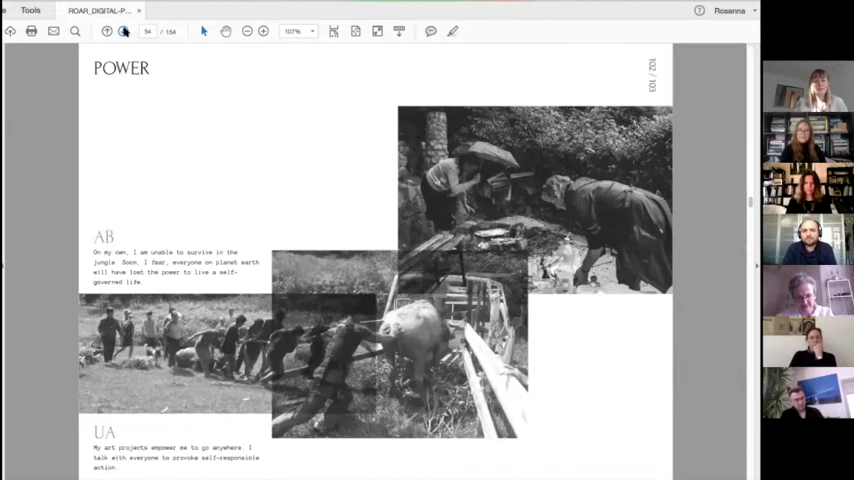 Tools
ROAR_DIGITAL-P... ×
Rosanna
54 / 154
107%
POWER
102 / 103
AB
On my own, I am unable to survive in the
jungle. Soon, I fear, everyone on planet earth
will have lost the power to live a self-
governed life.
UA
My art projects empower me to go anywhere. I
talk with everyone to provoke self-responsible
action.